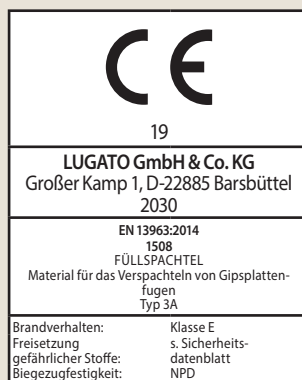 CE
19
LUGATO GmbH & Co. KG
Großer Kamp 1, D-22885 Barsbüttel
2030
EN 13963:2014
1508
FÜLLSPACHTEL
Material für das Verspachteln von Gipsplatten-
fugen
Typ 3A
Brandverhalten: Klasse E
Freisetzung s. Sicherheits-
gefährlicher Stoffe: datenblatt
Biegezugfestigkeit: NPD